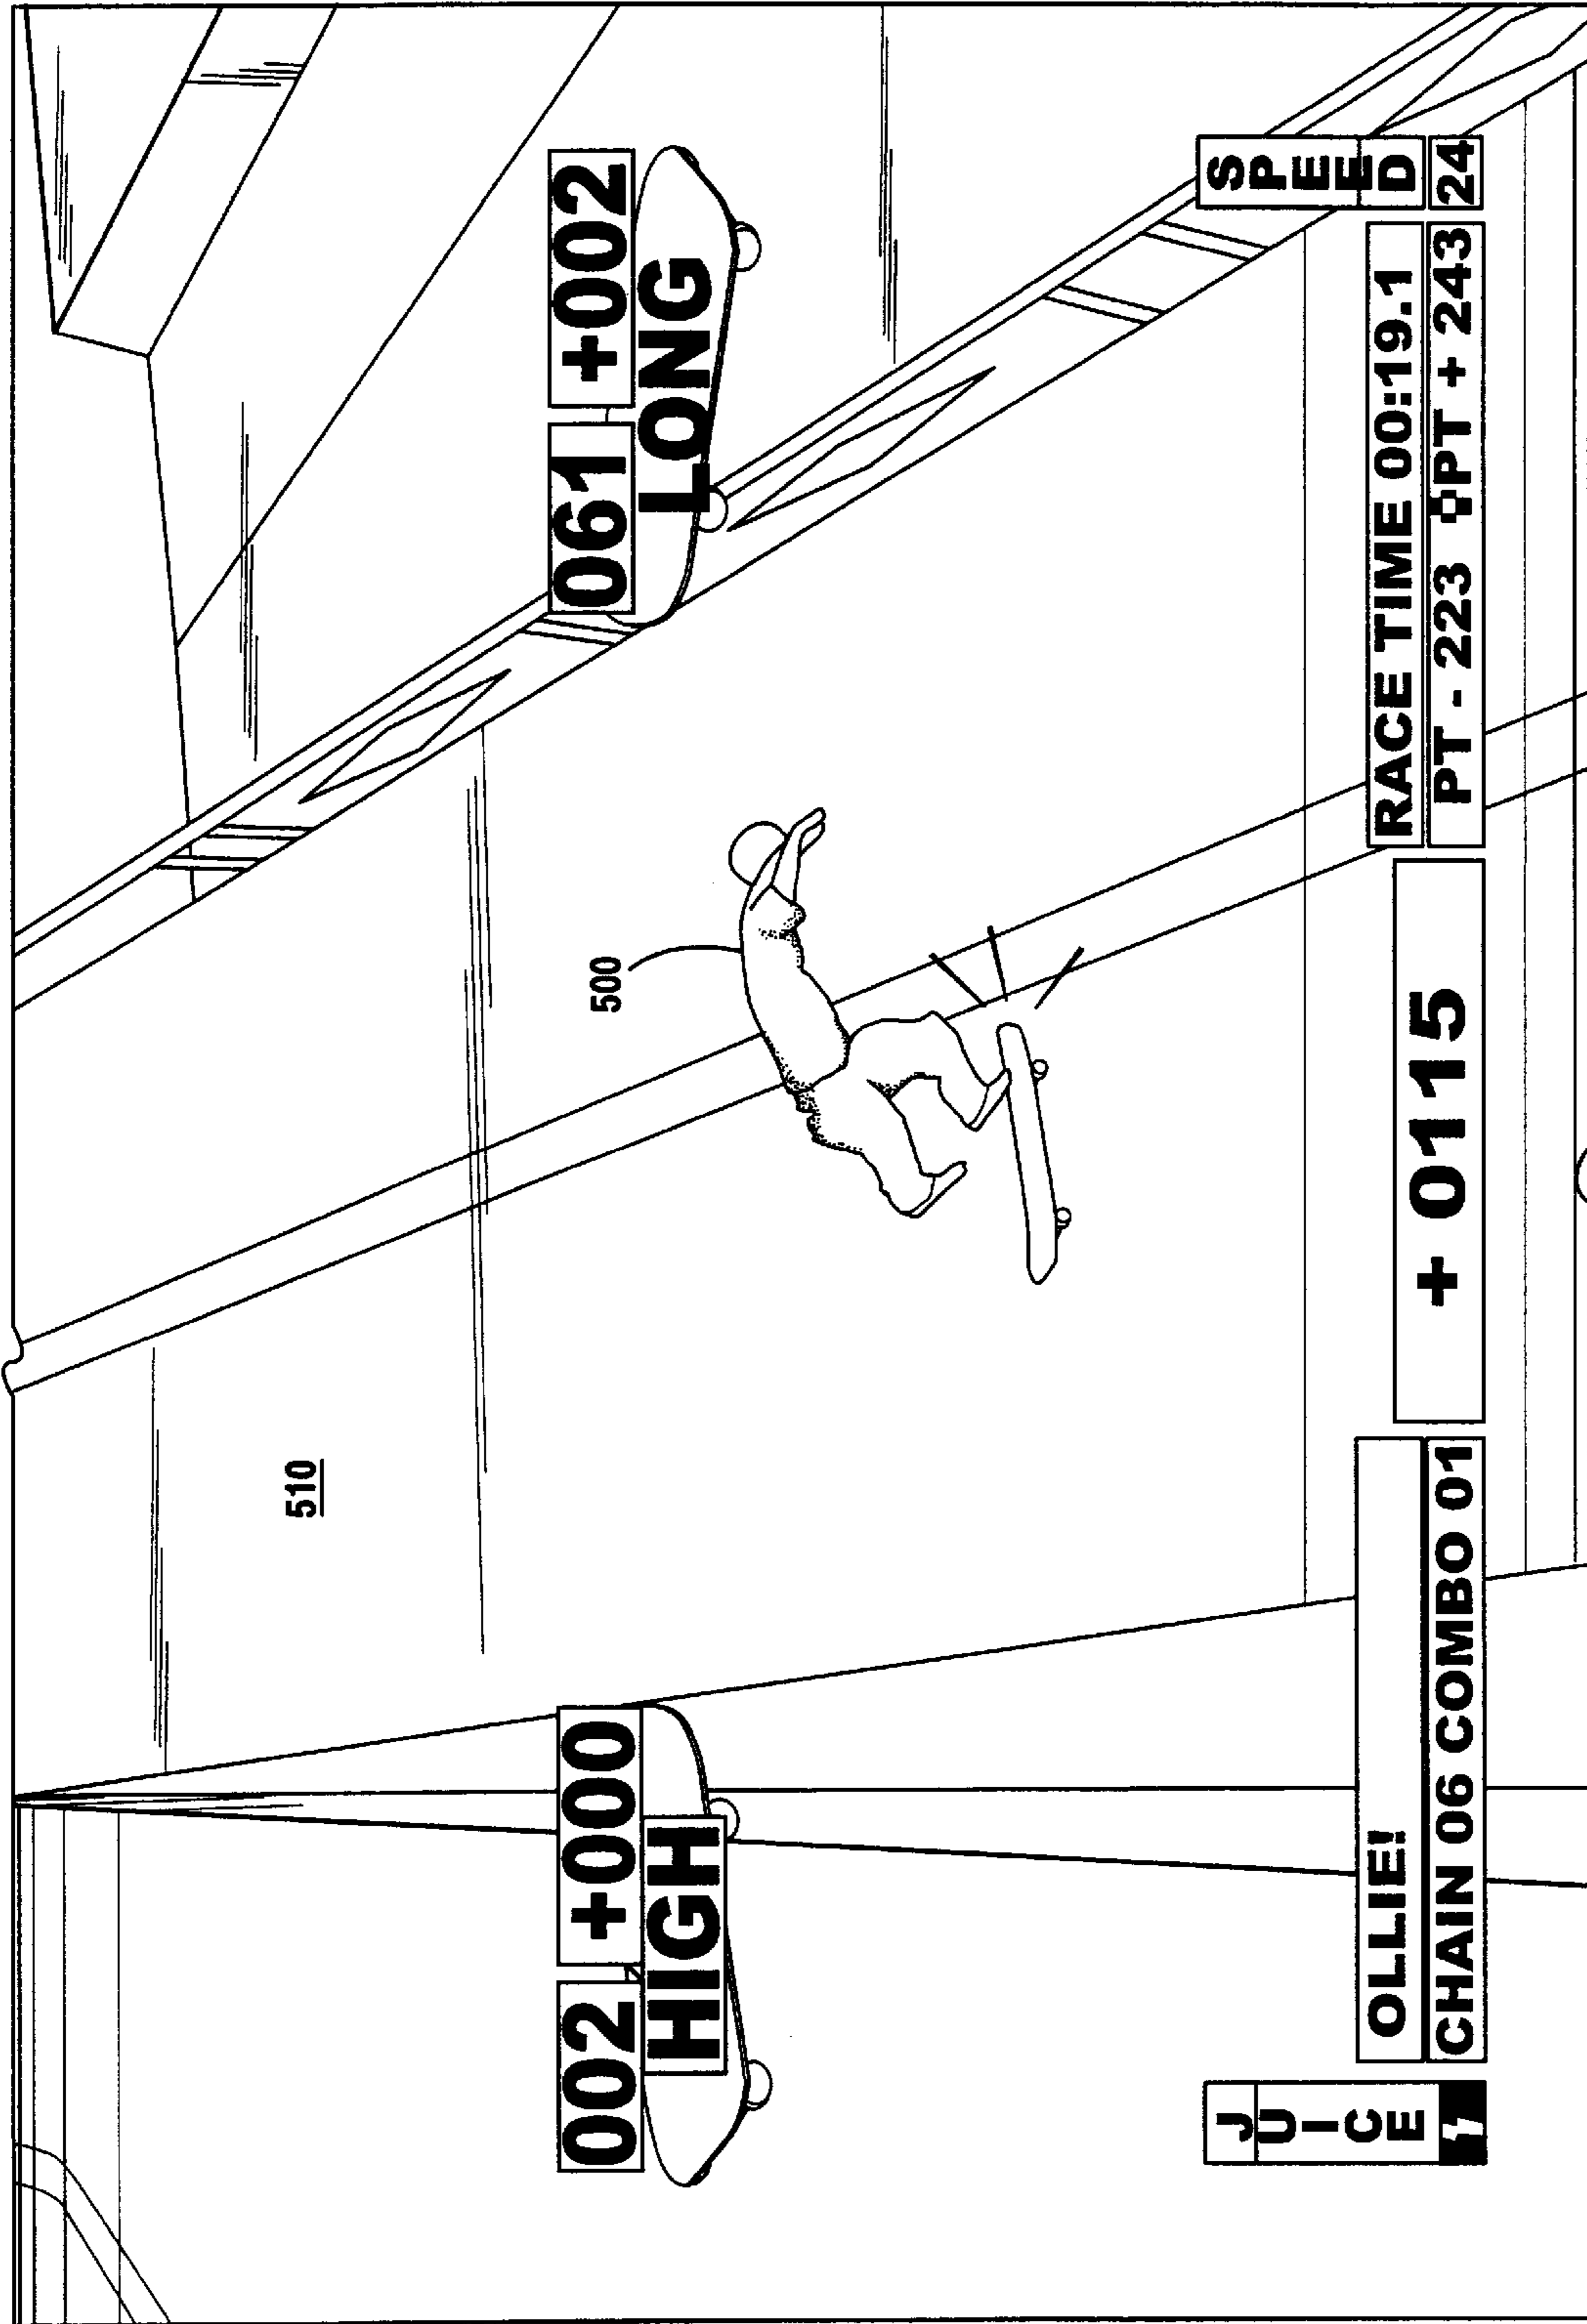 510
500
002 +000
HIGH
061 +002
LONG
JUICE
OLLIE!
CHAIN 06 COMBO 01
+ 0115
RACE TIME 00:19.1
PT - 223 PT + 243
SPEED
24